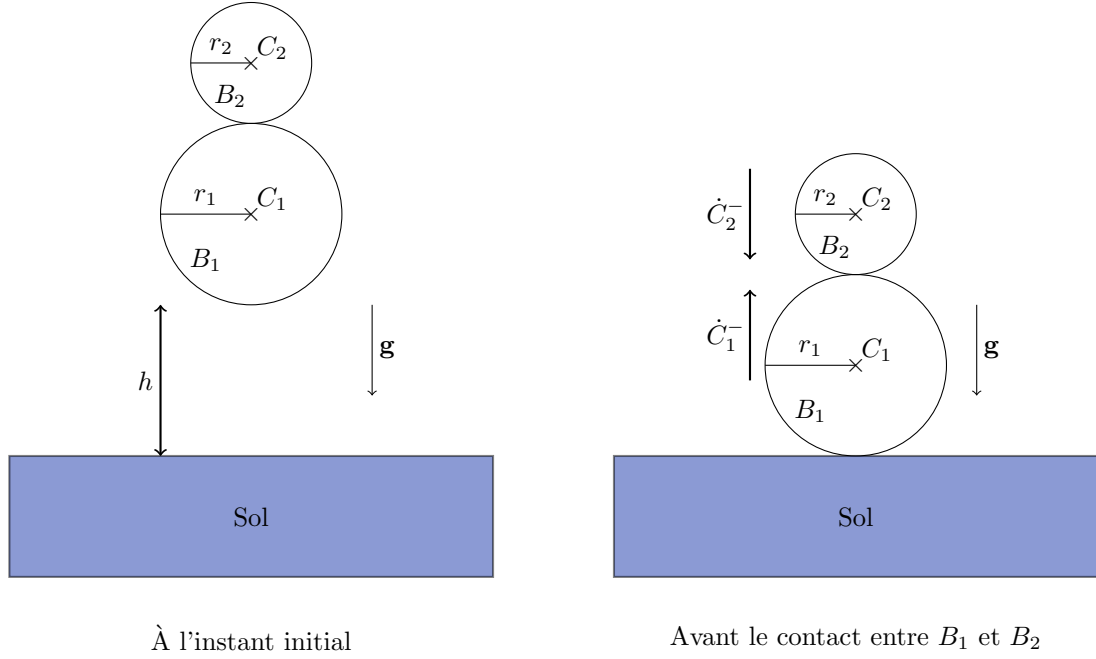 r₂
C₂
B₂
r₁
C₁
B₁
h
g
Sol
À l'instant initial
Ċ₂⁻
Ċ₁⁻
r₂
C₂
B₂
r₁
C₁
B₁
g
Sol
Avant le contact entre B₁ et B₂